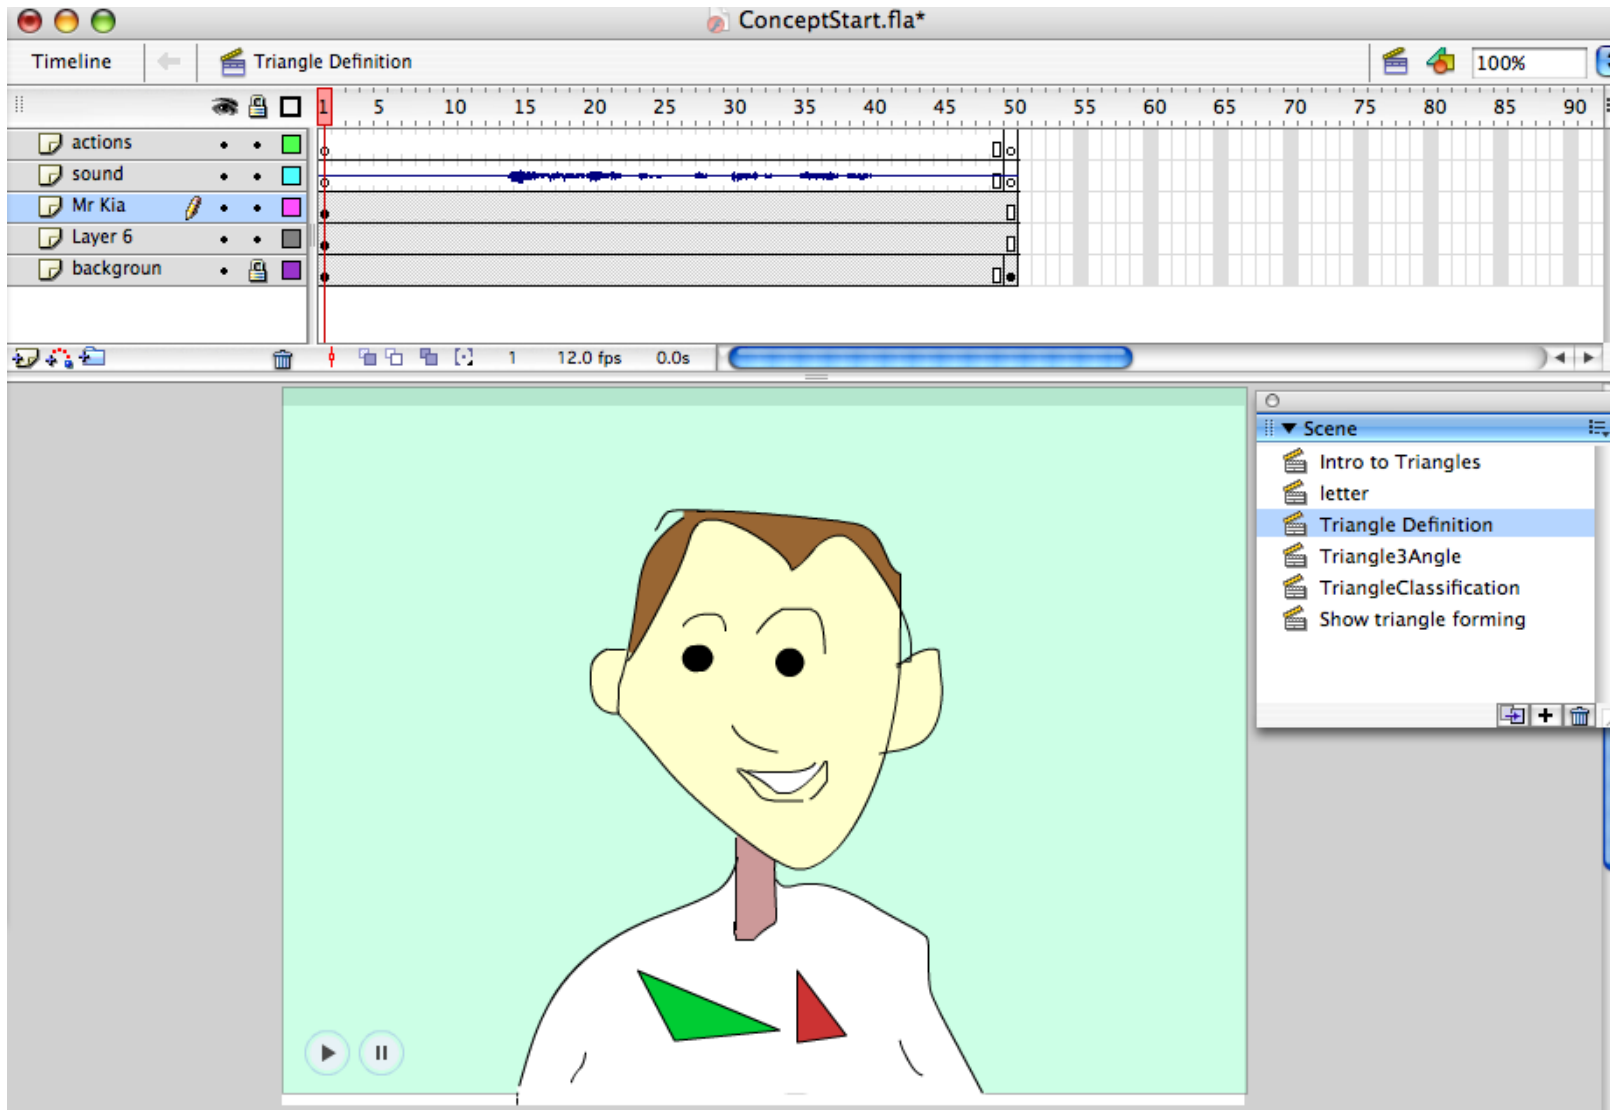 ConceptStart.fla*
Timeline Triangle Definition 100%
1 5 10 15 20 25 30 35 40 45 50 55 60 65 70 75 80 85 90
actions
sound
Mr Kia
Layer 6
backgroun
1 12.0 fps 0.0s
Scene
Intro to Triangles
letter
Triangle Definition
Triangle3Angle
TriangleClassification
Show triangle forming